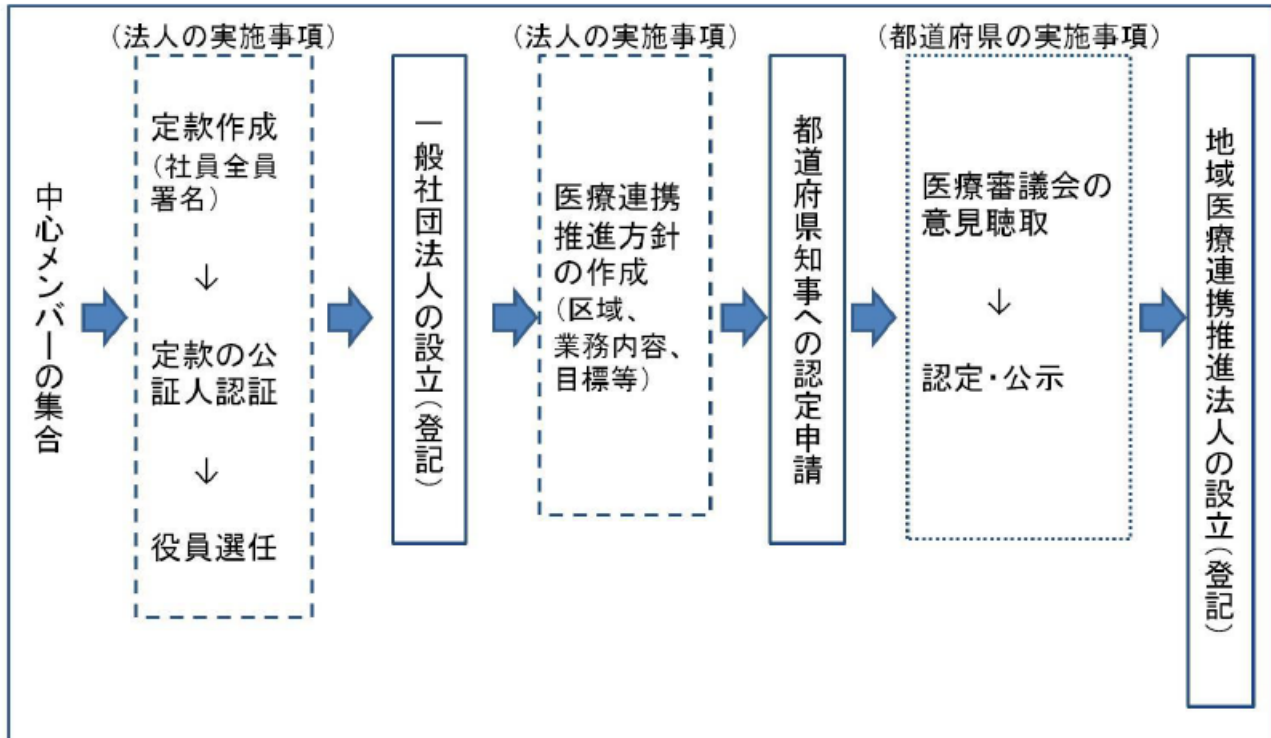 中心メンバーの集合
(法人の実施事項)
定款作成
(社員全員
署名)
↓
定款の公
証人認証
↓
役員選任
一般社団法人の設立(登記)
(法人の実施事項)
医療連携
推進方針
の作成
(区域、
業務内容、
目標等)
都道府県知事への認定申請
(都道府県の実施事項)
医療審議会の
意見聴取
↓
認定・公示
地域医療連携推進法人の設立(登記)